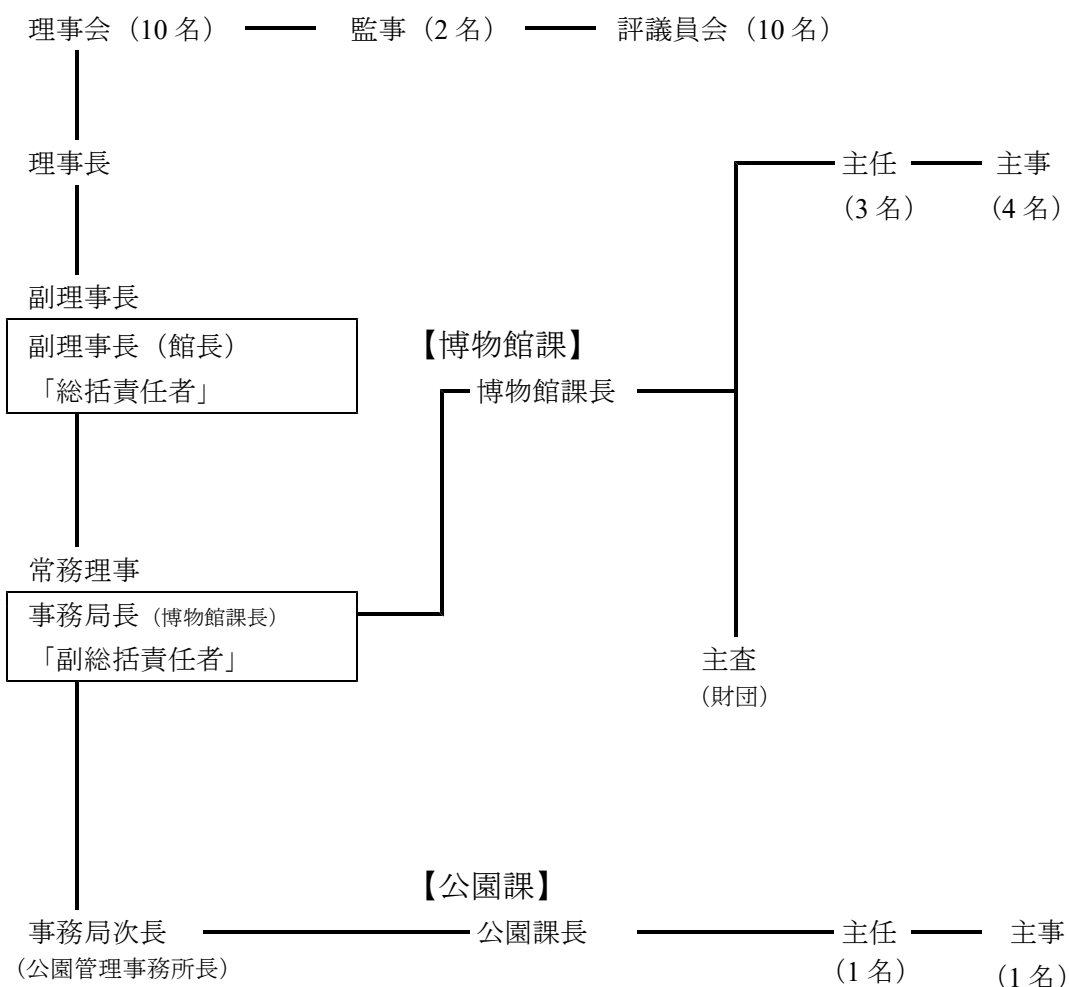 理事会（10 名） 監事（2 名） 評議員会（10 名）
理事長 主任 主事
（3 名） （4 名）
副理事長
副理事長（館長） 【博物館課】
「総括責任者」 博物館課長
常務理事
事務局長（博物館課長）
「副総括責任者」 主査
（財団）
【公園課】
事務局次長 公園課長 主任 主事
（公園管理事務所長） （1 名） （1 名）